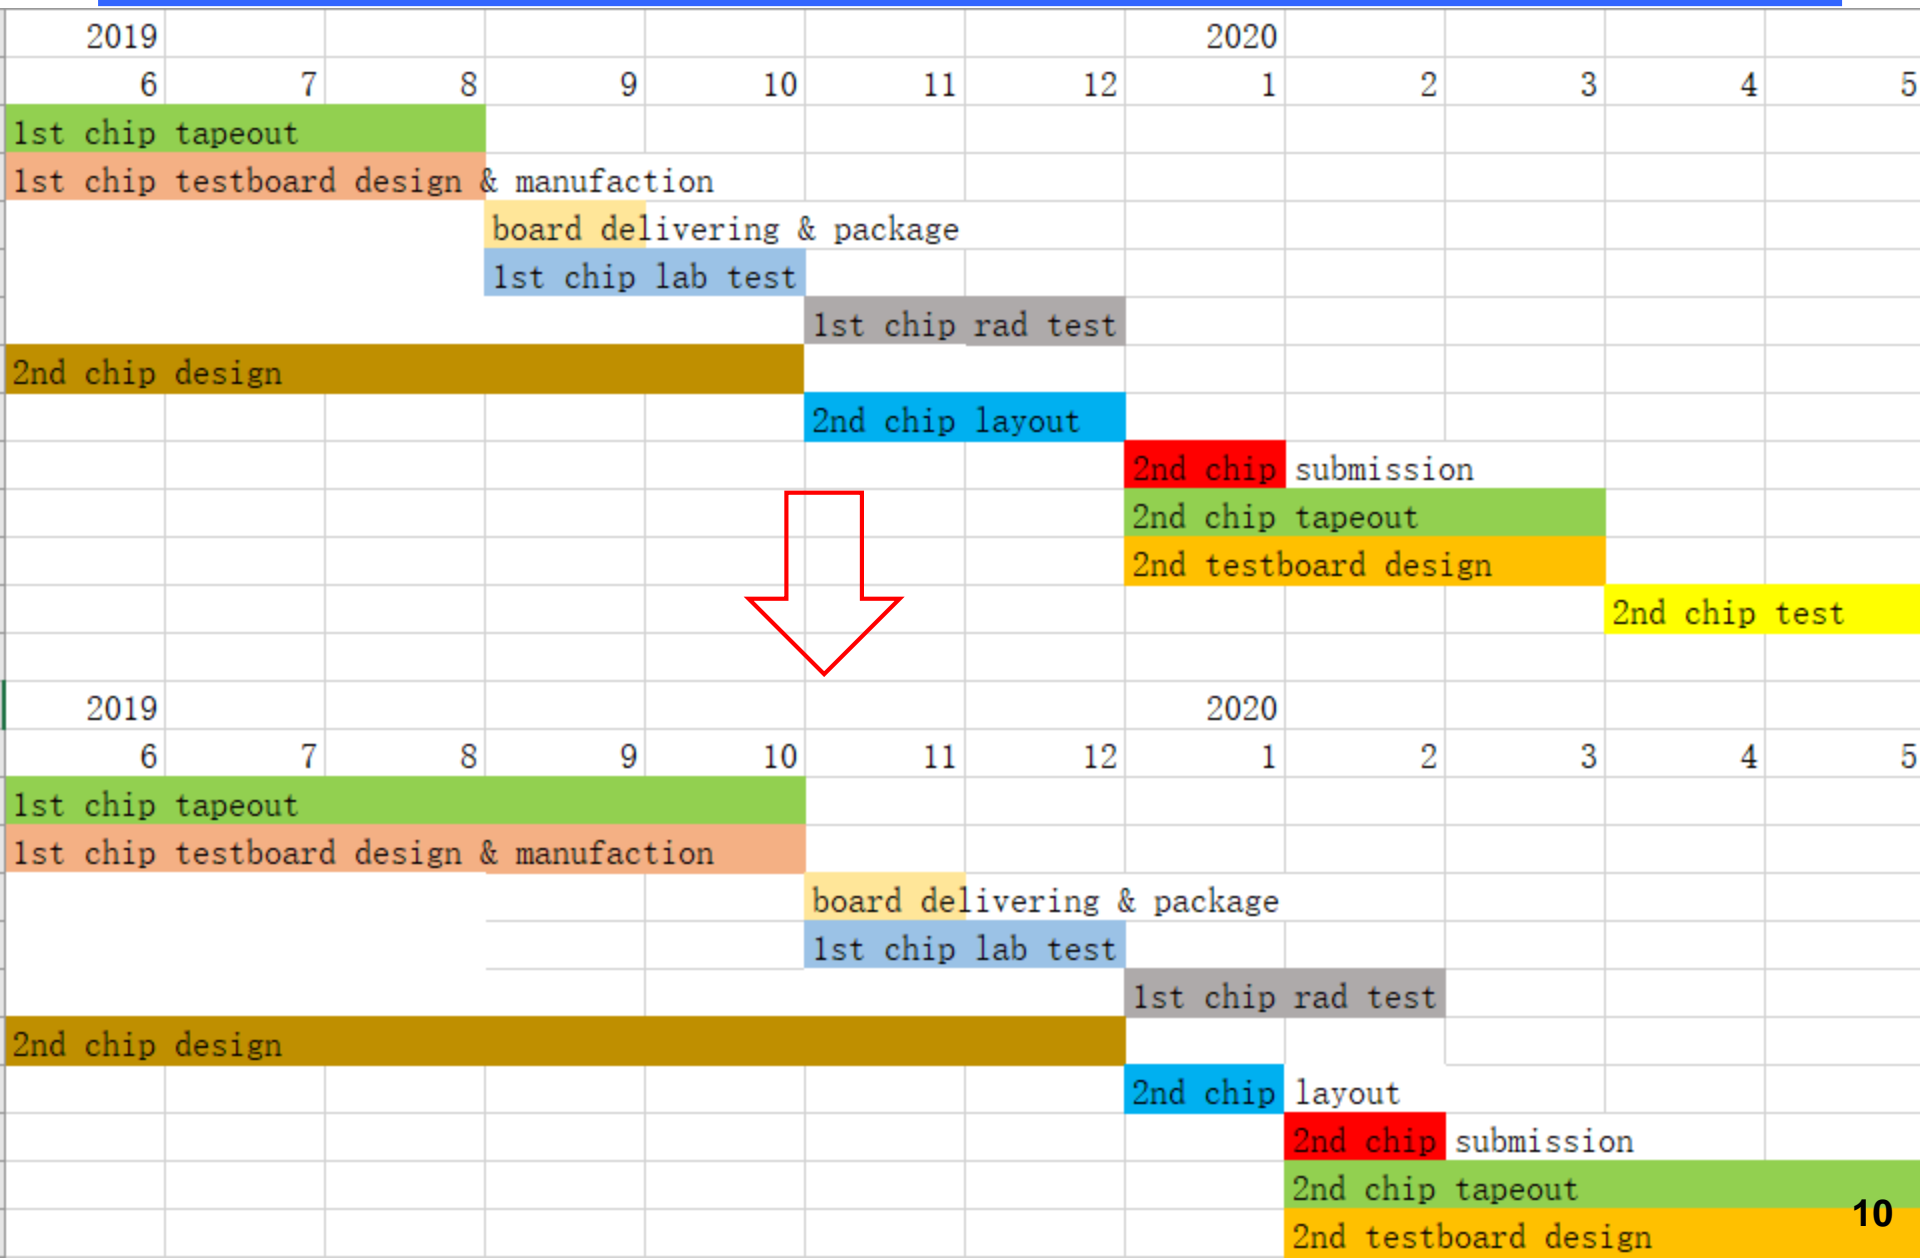 2019 2020
6 7 8 9 10 11 12 1 2 3 4 5
1st chip tapeout
1st chip testboard design & manufaction
board delivering & package
1st chip lab test
1st chip rad test
2nd chip design
2nd chip layout
2nd chip submission
2nd chip tapeout
2nd testboard design
2nd chip test
2019 2020
6 7 8 9 10 11 12 1 2 3 4 5
1st chip tapeout
1st chip testboard design & manufaction
board delivering & package
1st chip lab test
1st chip rad test
2nd chip design
2nd chip layout
2nd chip submission
2nd chip tapeout
2nd testboard design
10